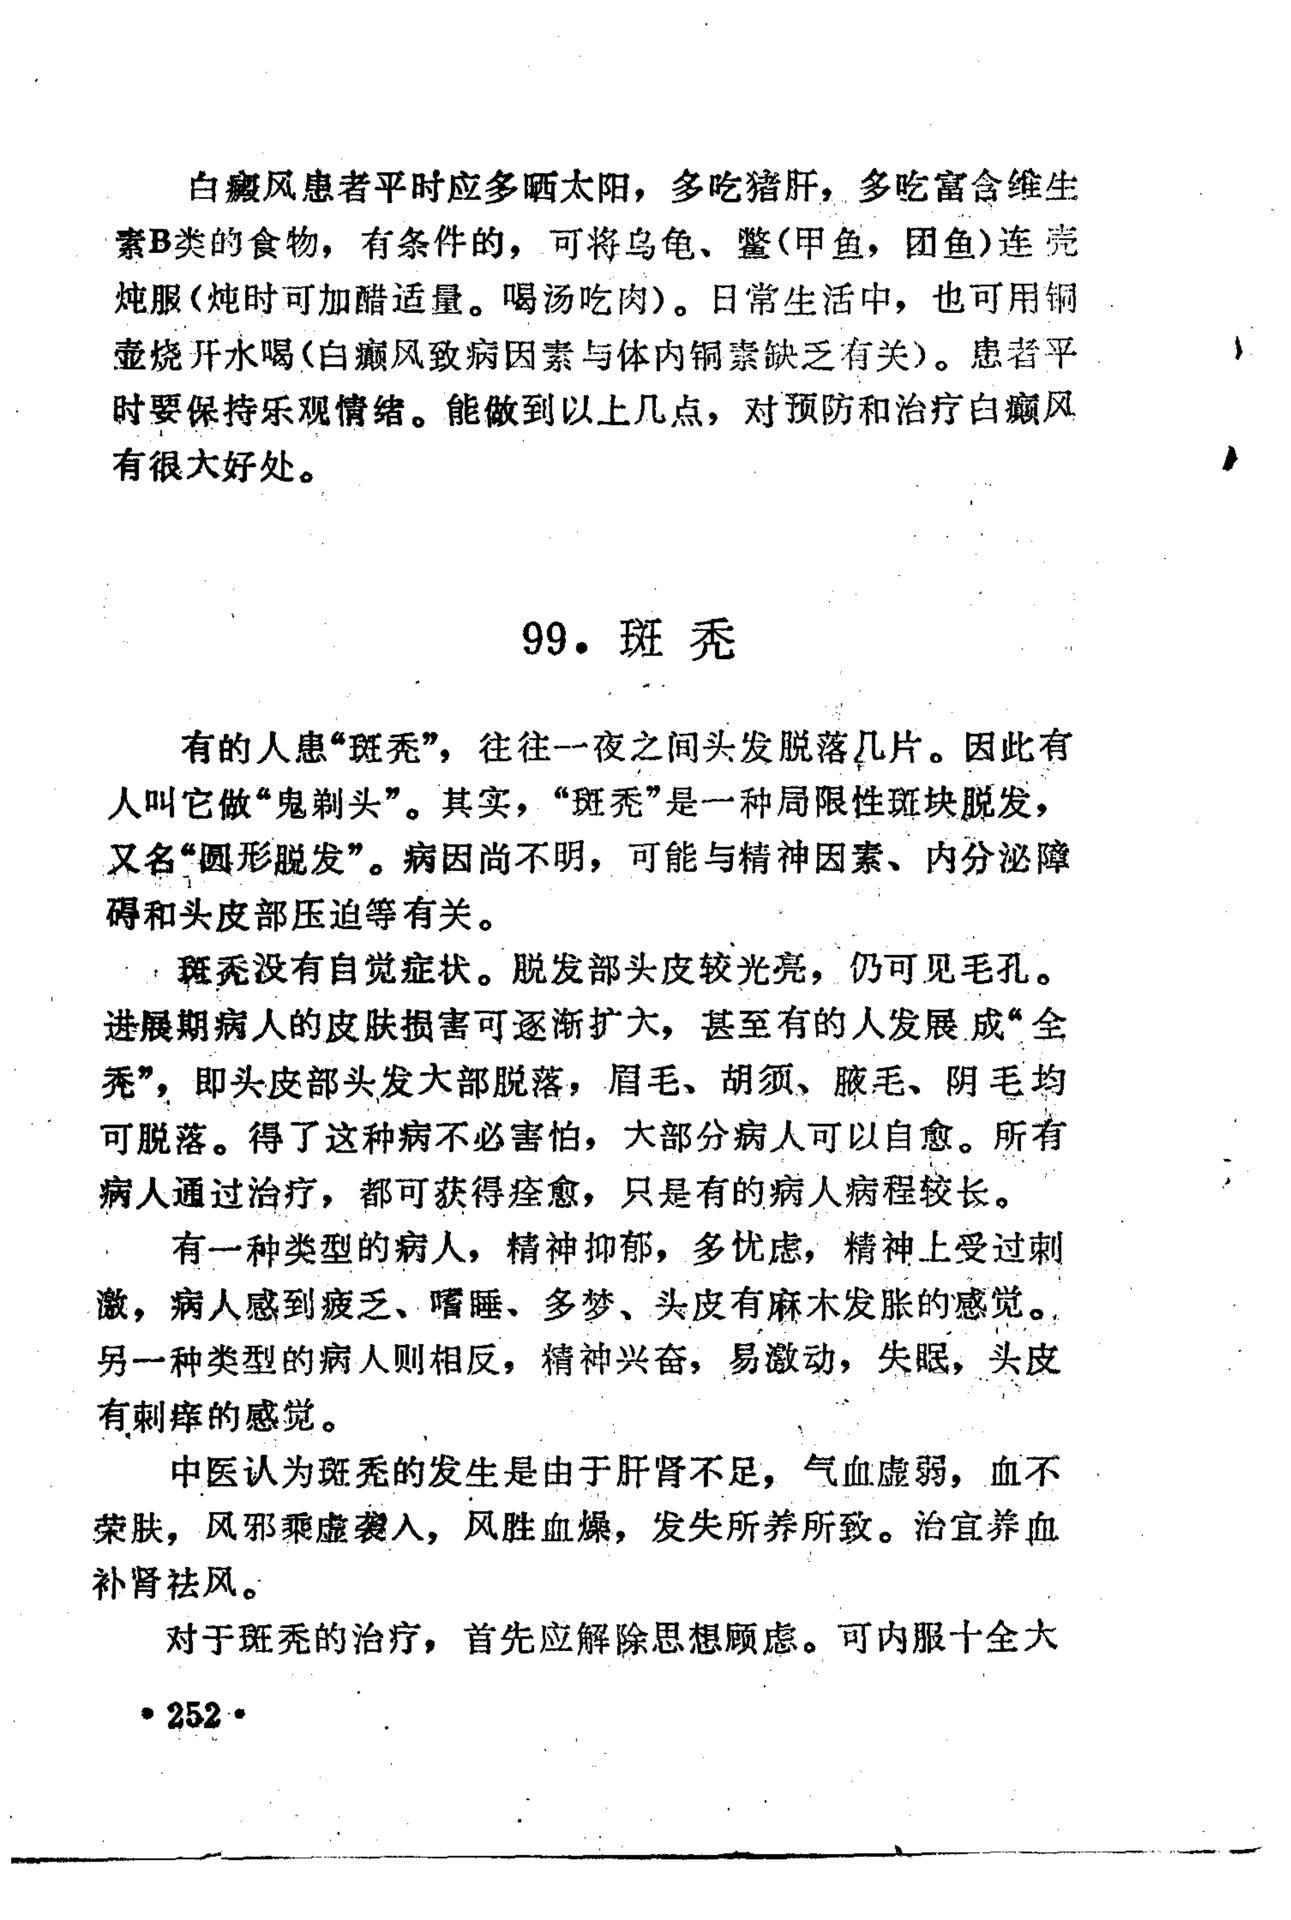 白癜风患者平时应多晒太阳，多吃猪肝，多吃富含维生
素B类的食物，有条件的，可将乌龟、鳖(甲鱼，团鱼)连壳
炖服(炖时可加醋适量。喝汤吃肉)。日常生活中，也可用铜
壶烧开水喝(白癜风致病因素与体内铜素缺乏有关)。患者平
时要保持乐观情绪。能做到以上几点，对预防和治疗白癜风
有很大好处。
99．斑秃
有的人患“斑秃”，往往一夜之间头发脱落几片。因此有
人叫它做“鬼剃头”。其实，“斑秃”是一种局限性斑块脱发，
又名“圆形脱发”。病因尚不明，可能与精神因素、内分泌障
碍和头皮部压迫等有关。
斑秃没有自觉症状。脱发部头皮较光亮，仍可见毛孔。
进展期病人的皮肤损害可逐渐扩大，甚至有的人发展成“全
秃”，即头皮部头发大部脱落，眉毛、胡须、腋毛、阴毛均
可脱落。得了这种病不必害怕，大部分病人可以自愈。所有
病人通过治疗，都可获得痊愈，只是有的病人病程较长。
有一种类型的病人，精神抑郁，多忧虑，精神上受过刺
激，病人感到疲乏、嗜睡、多梦、头皮有麻木发胀的感觉。
另一种类型的病人则相反，精神兴奋，易激动，失眠，头皮
有刺痒的感觉。
中医认为斑秃的发生是由于肝肾不足，气血虚弱，血不
荣肤，风邪乘虚袭入，风胜血燥，发失所养所致。治宜养血
补肾祛风。
对于斑秃的治疗，首先应解除思想顾虑。可内服十全大
·252·